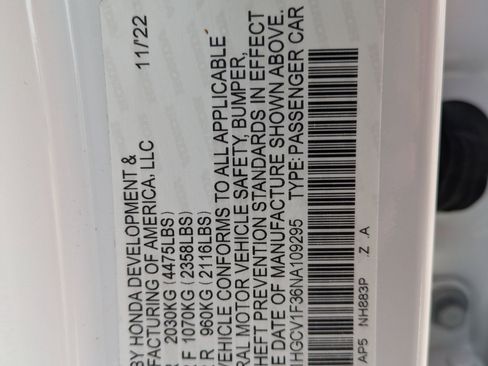 BY HONDA DEVELOPMENT &
FACTURING OF AMERICA, LLC 11/22
2030KG (4475LBS)
F 1070KG (2358LBS)
R 960KG (2116LBS)
VEHICLE CONFORMS TO ALL APPLICABLE
RAL MOTOR VEHICLE SAFETY, BUMPER,
HEFT PREVENTION STANDARDS IN EFFECT
E DATE OF MANUFACTURE SHOWN ABOVE.
HGCV1F36NA109295 TYPE: PASSENGER CAR
AP5 NH883P .Z .A